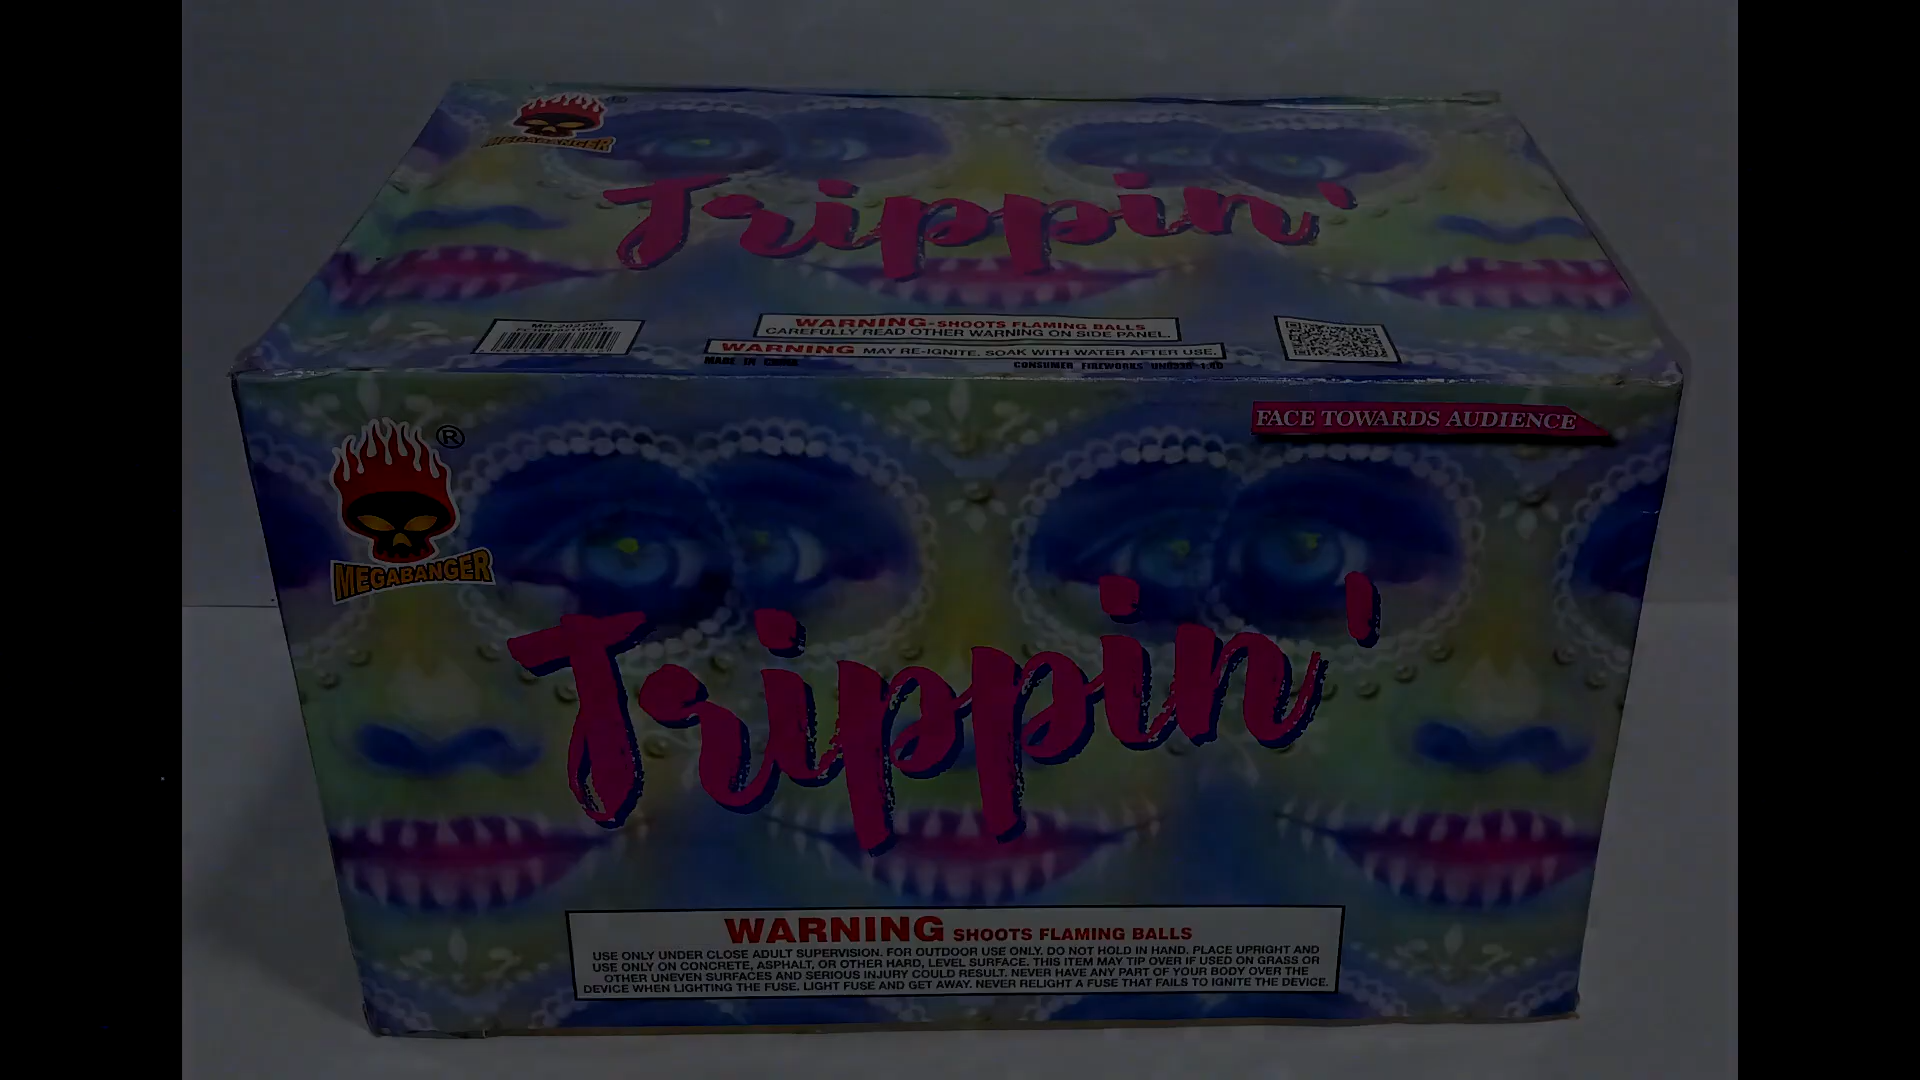 MEGABANGER
Trippin'
WARNING-SHOOTS FLAMING BALLS
CAREFULLY READ OTHER WARNING ON SIDE PANEL.
WARNING MAY RE-IGNITE. SOAK WITH WATER AFTER USE.
MADE IN CHINA
CONSUMER FIREWORKS UN0336 1.4G
FACE TOWARDS AUDIENCE
®
MEGABANGER
Trippin'
WARNING SHOOTS FLAMING BALLS
USE ONLY UNDER CLOSE ADULT SUPERVISION. FOR OUTDOOR USE ONLY. DO NOT HOLD IN HAND. PLACE UPRIGHT AND
USE ONLY ON CONCRETE, ASPHALT, OR OTHER HARD, LEVEL SURFACE. THIS ITEM MAY TIP OVER IF USED ON GRASS OR
OTHER UNEVEN SURFACES AND SERIOUS INJURY COULD RESULT. NEVER HAVE ANY PART OF YOUR BODY OVER THE
DEVICE WHEN LIGHTING THE FUSE. LIGHT FUSE AND GET AWAY. NEVER RELIGHT A FUSE THAT FAILS TO IGNITE THE DEVICE.